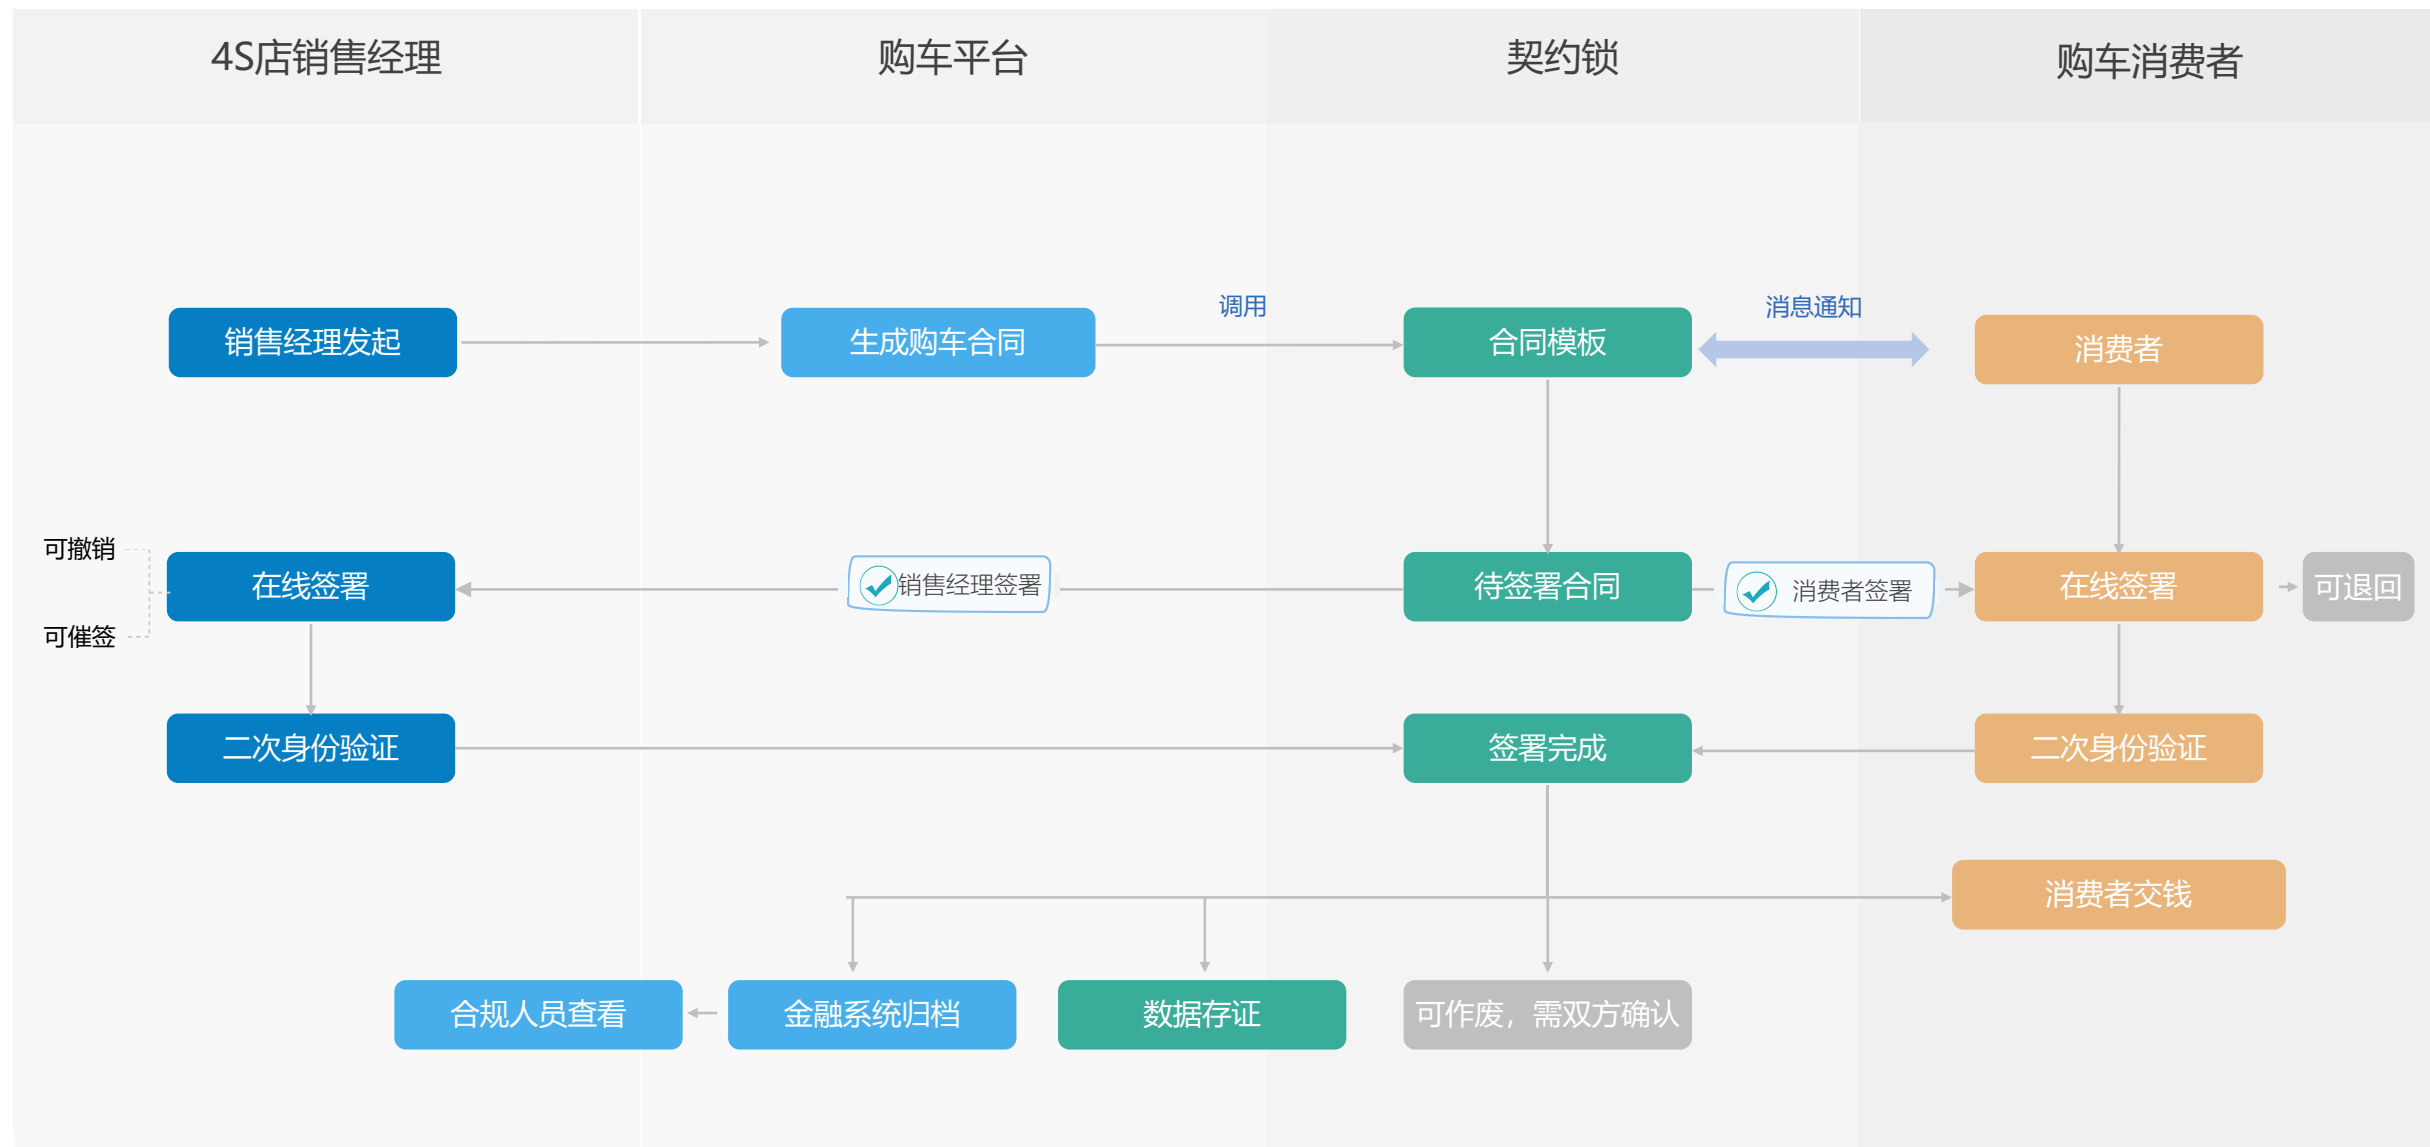 4S店销售经理
购车平台
契约锁
购车消费者
调用
消息通知
销售经理发起
生成购车合同
合同模板
消费者
可撤销
在线签署
销售经理签署
待签署合同
消费者签署
在线签署
可退回
可催签
二次身份验证
签署完成
二次身份验证
消费者交钱
合规人员查看
金融系统归档
数据存证
可作废，需双方确认